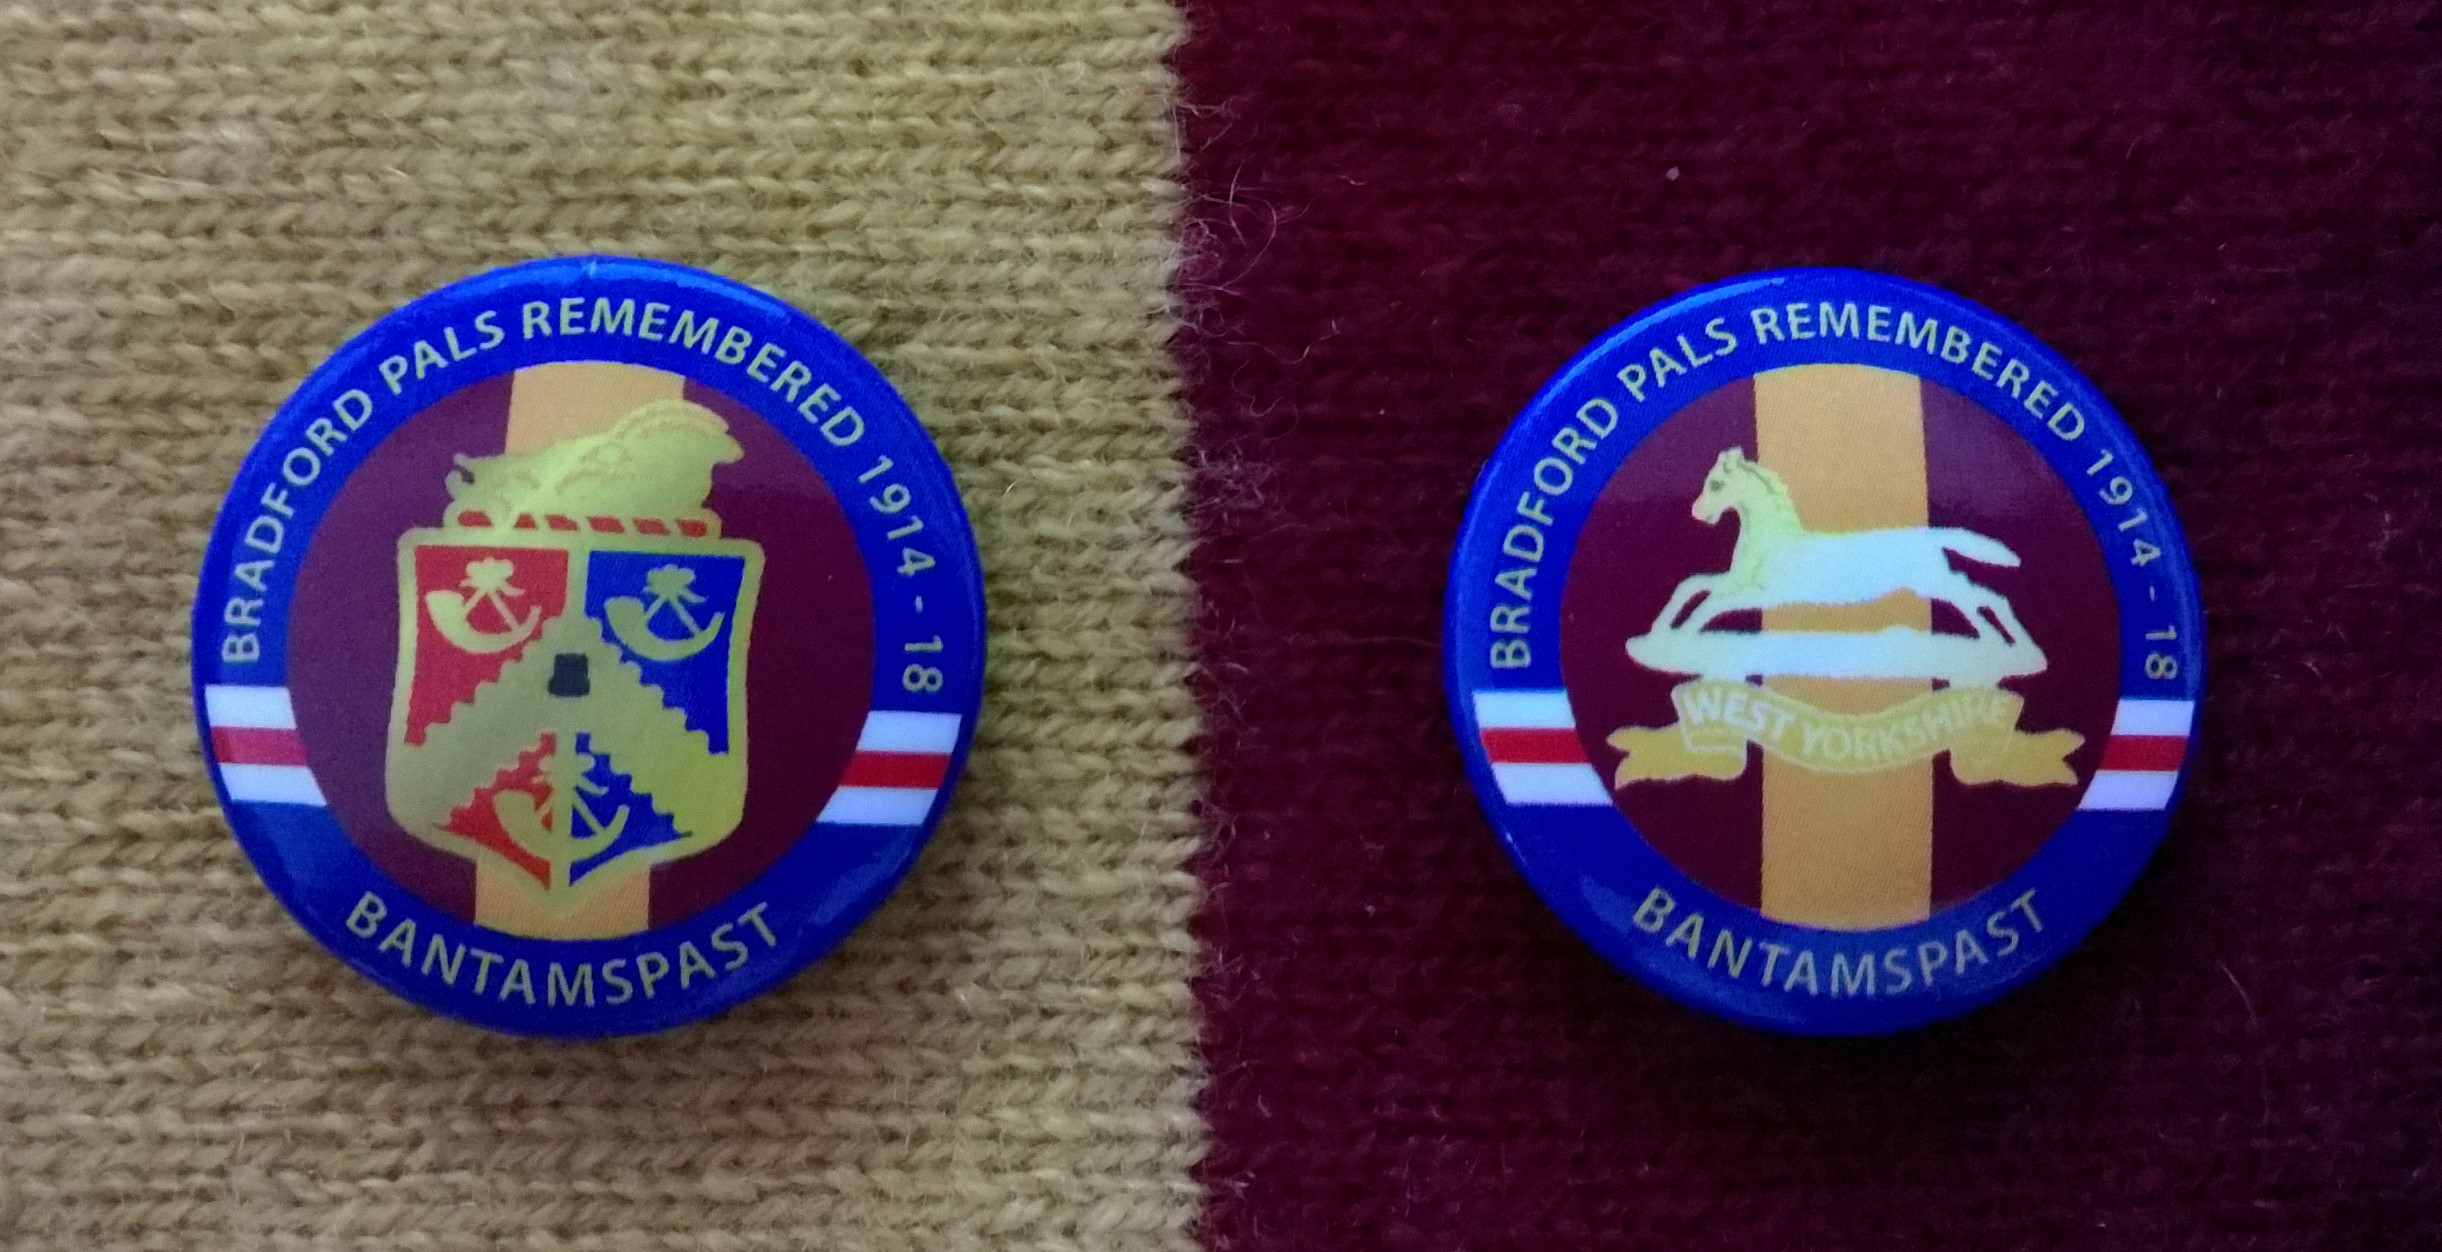 BRADFORD PALS REMEMBERED 1914 - 18
BANTAMSPAST
BRADFORD PALS REMEMBERED 1914 - 18
WEST YORKSHIRE
BANTAMSPAST